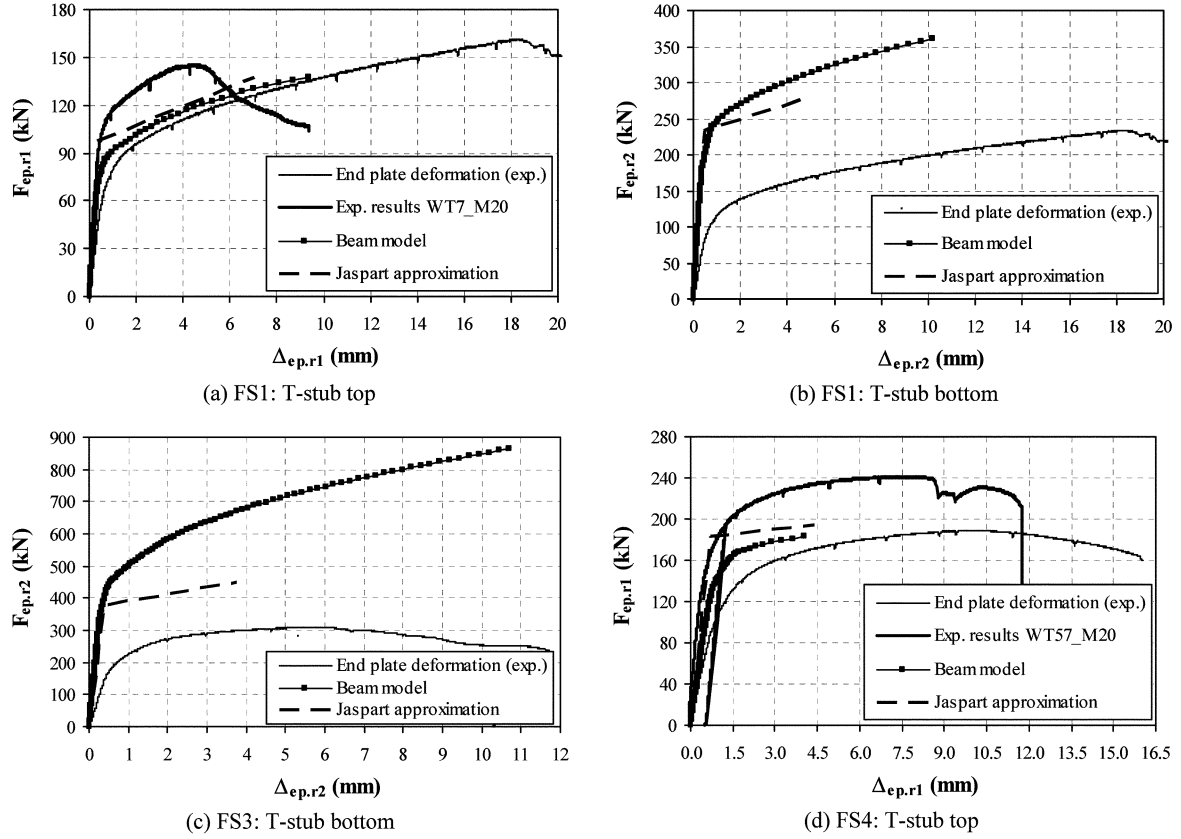 180
150
120
90
60
30
0
F ep.r1 (kN)
End plate deformation (exp.)
Exp. results WT7_M20
Beam model
Jaspart approximation
0 2 4 6 8 10 12 14 16 18 20
Δ ep.r1 (mm)
(a) FS1: T-stub top
400
350
300
250
200
150
100
50
0
F ep.r2 (kN)
End plate deformation (exp.)
Beam model
Jaspart approximation
0 2 4 6 8 10 12 14 16 18 20
Δ ep.r2 (mm)
(b) FS1: T-stub bottom
900
800
700
600
500
400
300
200
100
0
F ep.r2 (kN)
End plate deformation (exp.)
Beam model
Jaspart approximation
0 1 2 3 4 5 6 7 8 9 10 11 12
Δ ep.r2 (mm)
(c) FS3: T-stub bottom
280
240
200
160
120
80
40
0
F ep.r1 (kN)
End plate deformation (exp.)
Exp. results WT57_M20
Beam model
Jaspart approximation
0.0 1.5 3.0 4.5 6.0 7.5 9.0 10.5 12.0 13.5 15.0 16.5
Δ ep.r1 (mm)
(d) FS4: T-stub top